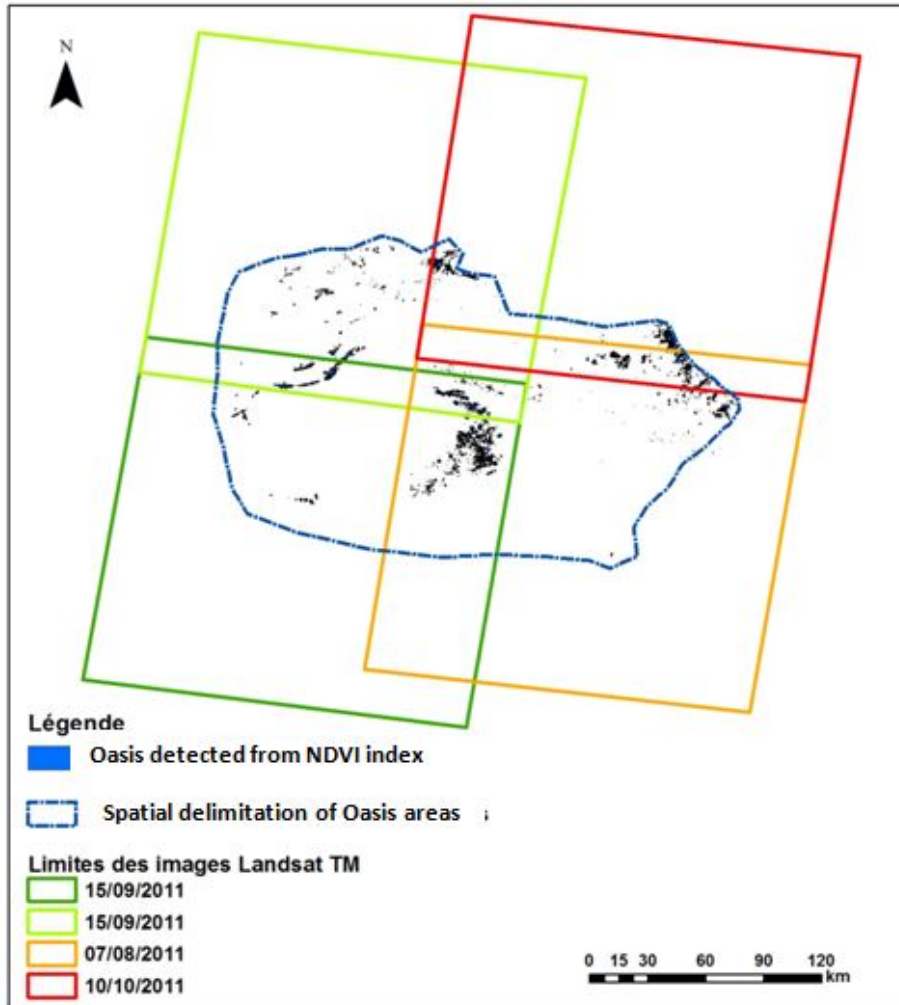 N
Légende
Oasis detected from NDVI index
Spatial delimitation of Oasis areas s
Limites des images Landsat TM
15/09/2011
15/09/2011
07/08/2011
10/10/2011
0 15 30 60 90 120
km